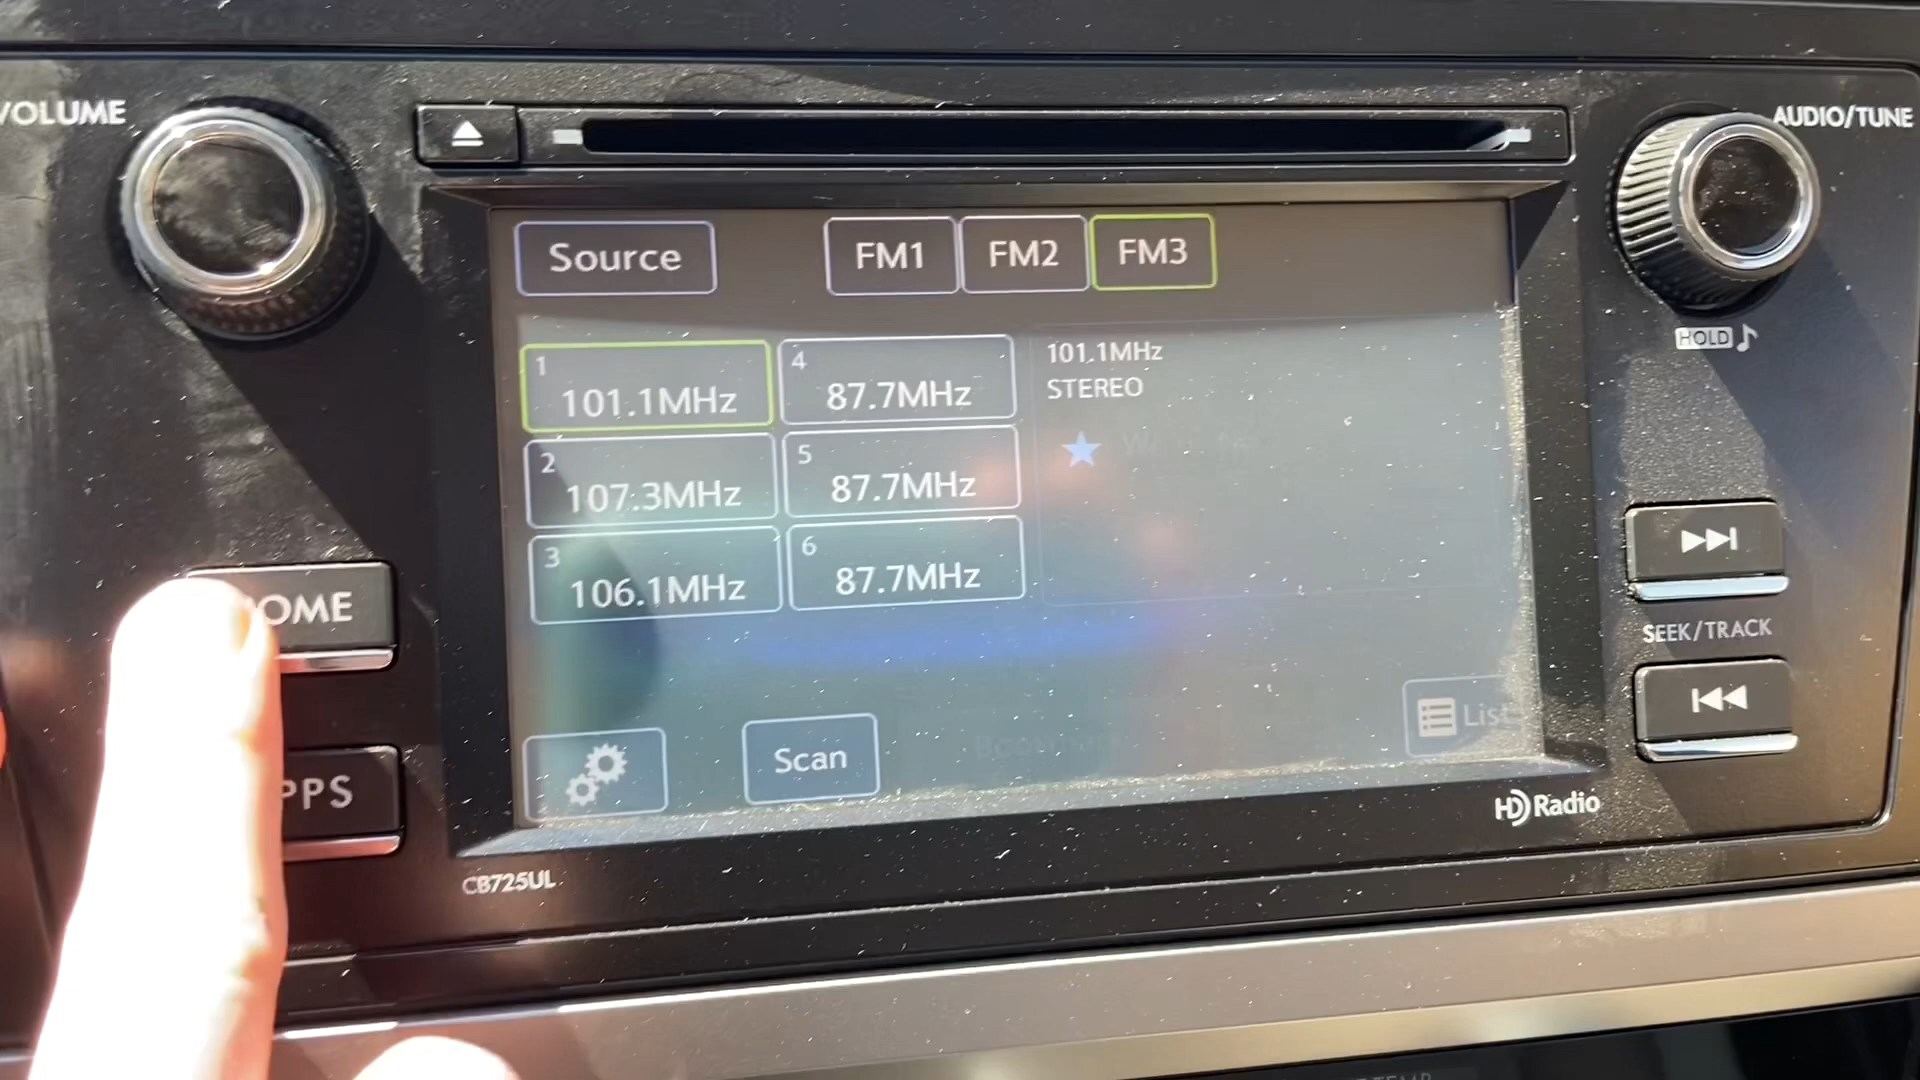 VOLUME
AUDIO/TUNE
Source
FM1
FM2
FM3
HOLD
1
101.1MHz
4
87.7MHz
101.1MHz
STEREO
2
107.3MHz
5
87.7MHz
3
106.1MHz
6
87.7MHz
OME
SEEK/TRACK
List
Scan
PPS
HD Radio
CB725UL